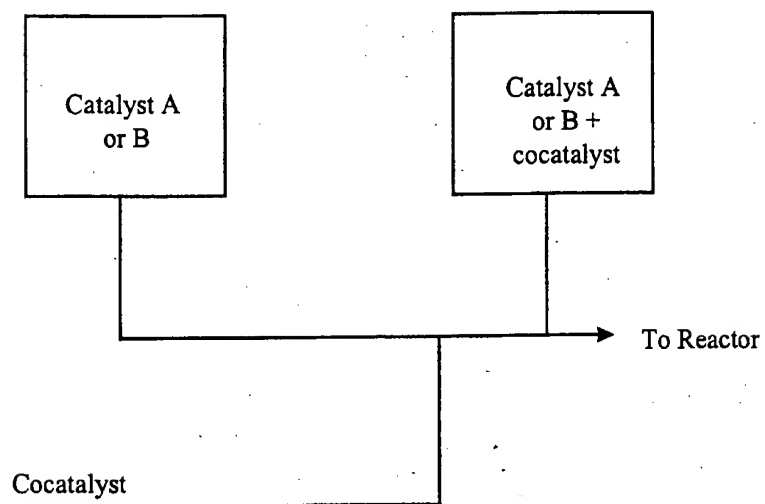 Catalyst A
or B
Catalyst A
or B +
cocatalyst
To Reactor
Cocatalyst